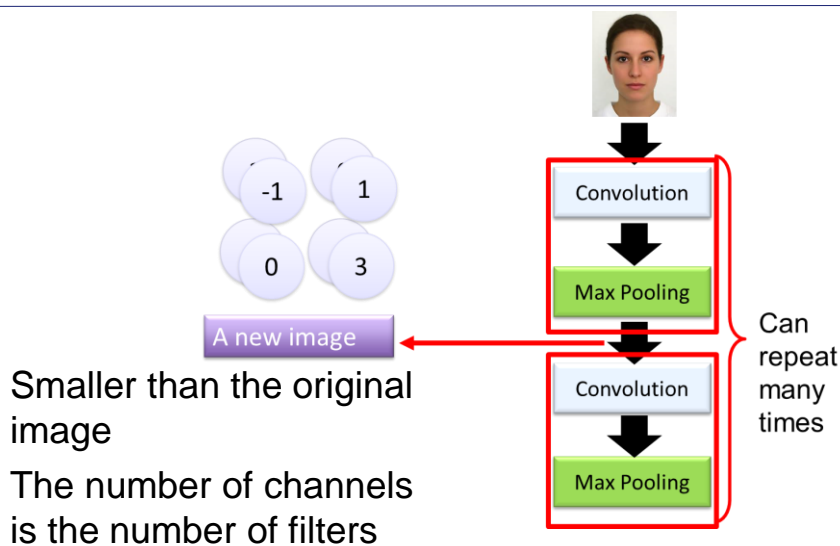 Convolution
-1
1
0
3
Max Pooling
A new image
Can
repeat
many
times
Smaller than the original
image
Convolution
The number of channels
is the number of filters
Max Pooling